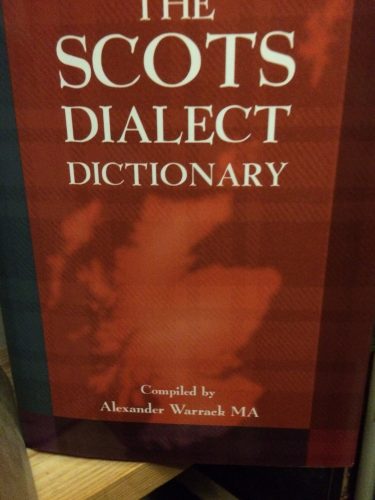 THE
SCOTS
DIALECT
DICTIONARY
Compiled by
Alexander Warrack MA